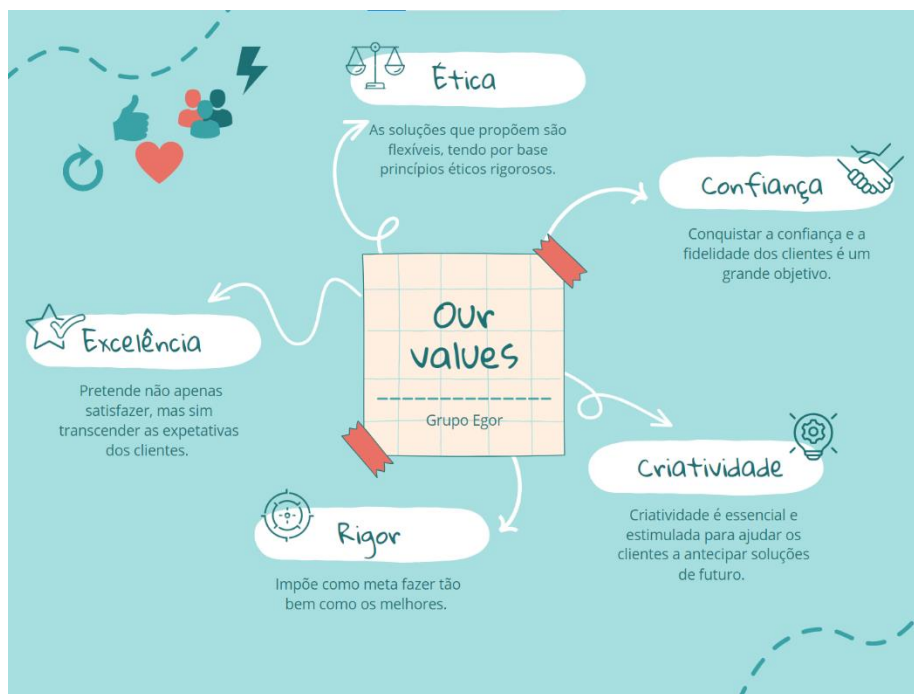 Ética
As soluções que propõem são
flexíveis, tendo por base
princípios éticos rigorosos.
Confiança
Conquistar a confiança e a
fidelidade dos clientes é um
grande objetivo.
Our
values
Grupo Egor
Excelência
Pretende não apenas
satisfazer, mas sim
transcender as expetativas
dos clientes.
Criatividade
Criatividade é essencial e
estimulada para ajudar os
clientes a antecipar soluções
de futuro.
Rigor
Impõe como meta fazer tão
bem como os melhores.